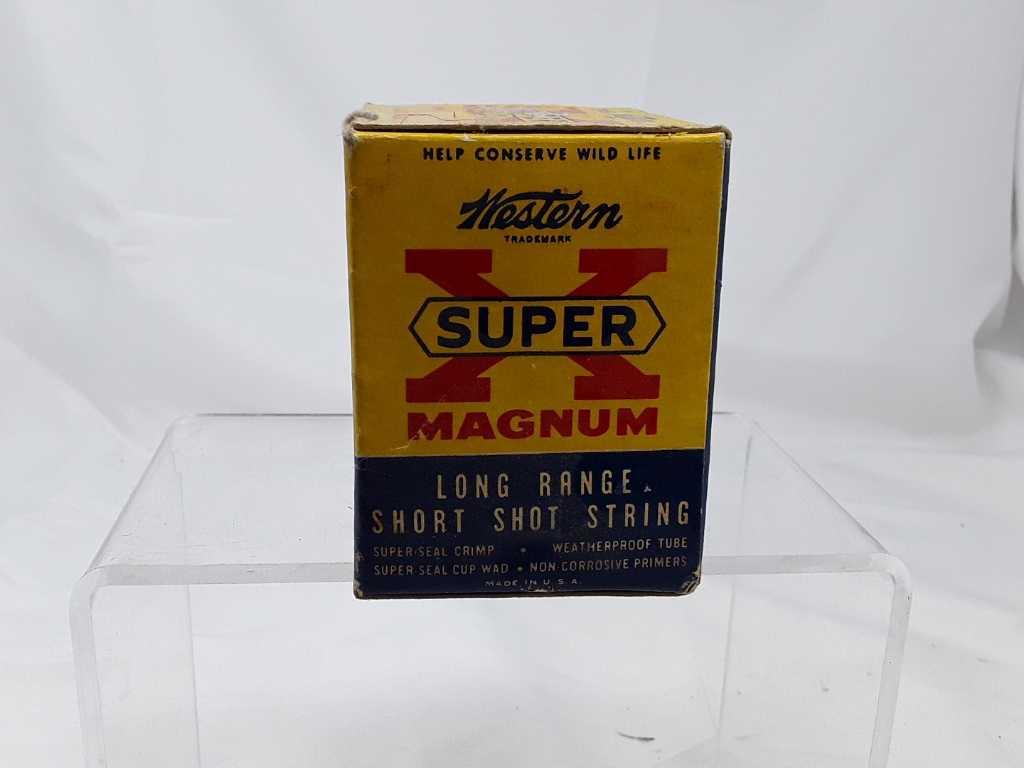 HELP CONSERVE WILD LIFE
Western
TRADEMARK
X
SUPER
MAGNUM
LONG RANGE
SHORT SHOT STRING
SUPER-SEAL CRIMP • WEATHERPROOF TUBE
SUPER-SEAL CUP WAD • NON-CORROSIVE PRIMERS
MADE IN U.S.A.